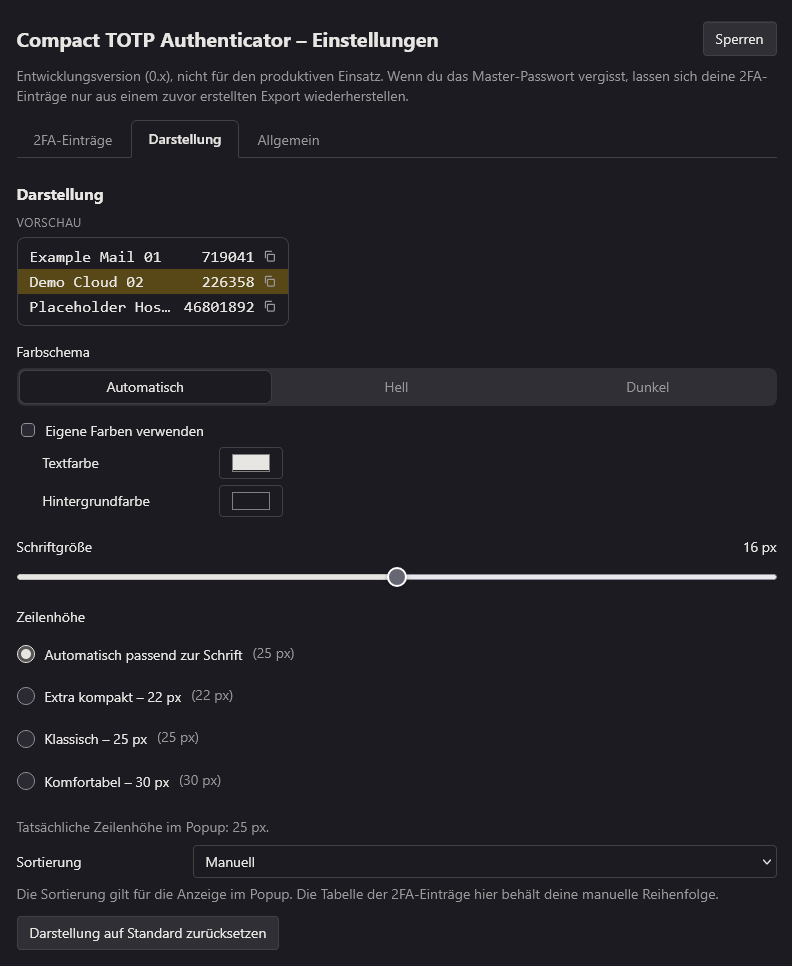 Compact TOTP Authenticator – Einstellungen
Sperren
Entwicklungsversion (0.x), nicht für den produktiven Einsatz. Wenn du das Master-Passwort vergisst, lassen sich deine 2FA-
Einträge nur aus einem zuvor erstellten Export wiederherstellen.
2FA-Einträge Darstellung Allgemein
Darstellung
VORSCHAU
Example Mail 01 719041
Demo Cloud 02 226358
Placeholder Hos… 46801892
Farbschema
Automatisch Hell Dunkel
Eigene Farben verwenden
Textfarbe
Hintergrundfarbe
Schriftgröße 16 px
Zeilenhöhe
Automatisch passend zur Schrift (25 px)
Extra kompakt – 22 px (22 px)
Klassisch – 25 px (25 px)
Komfortabel – 30 px (30 px)
Tatsächliche Zeilenhöhe im Popup: 25 px.
Sortierung Manuell
Die Sortierung gilt für die Anzeige im Popup. Die Tabelle der 2FA-Einträge hier behält deine manuelle Reihenfolge.
Darstellung auf Standard zurücksetzen